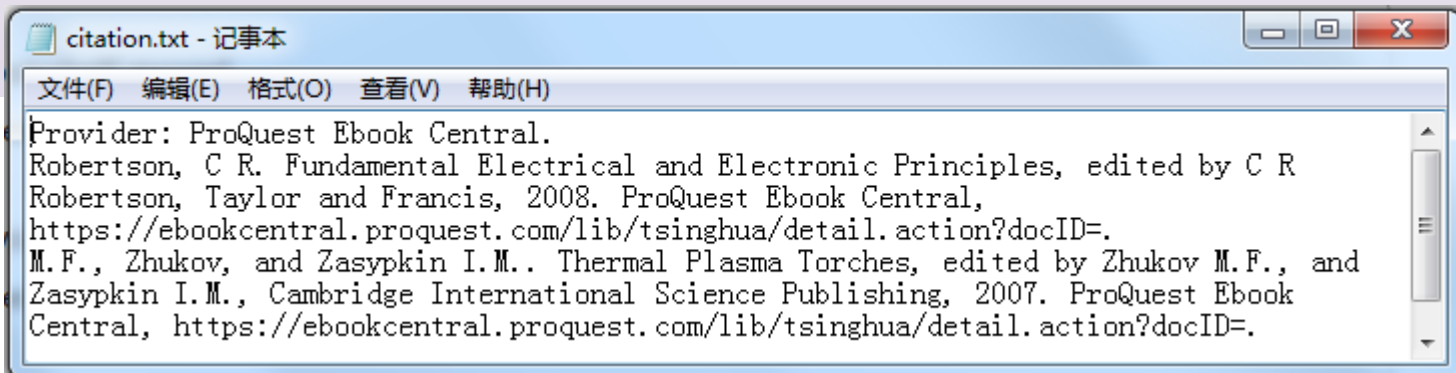 citation.txt - 记事本
文件(F) 编辑(E) 格式(O) 查看(V) 帮助(H)
Provider: ProQuest Ebook Central.
Robertson, C R. Fundamental Electrical and Electronic Principles, edited by C R
Robertson, Taylor and Francis, 2008. ProQuest Ebook Central,
https://ebookcentral.proquest.com/lib/tsinghua/detail.action?docID=.
M.F., Zhukov, and Zasypkin I.M.. Thermal Plasma Torches, edited by Zhukov M.F., and
Zasypkin I.M., Cambridge International Science Publishing, 2007. ProQuest Ebook
Central, https://ebookcentral.proquest.com/lib/tsinghua/detail.action?docID=.